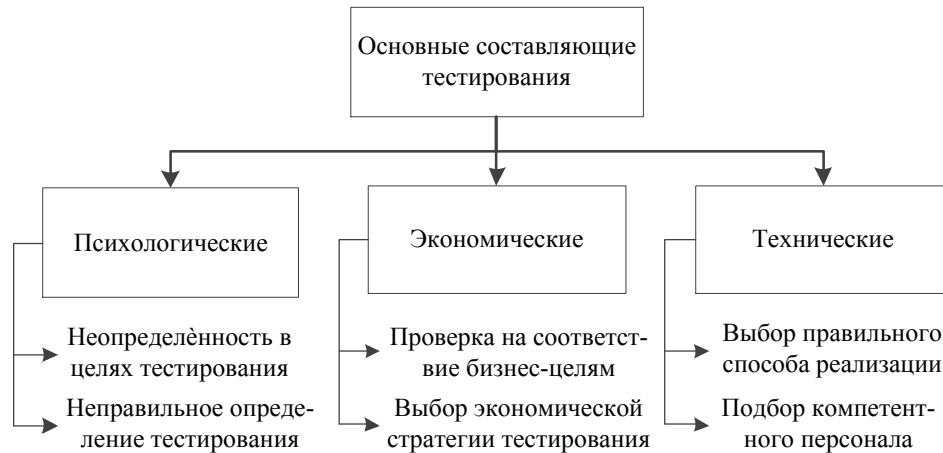 Основные составляющие
тестирования
Психологические
Экономические
Технические
Неопределѐнность в
целях тестирования
Неправильное опреде-
ление тестирования
Проверка на соответст-
вие бизнес-целям
Выбор экономической
стратегии тестирования
Выбор правильного
способа реализации
Подбор компетент-
ного персонала